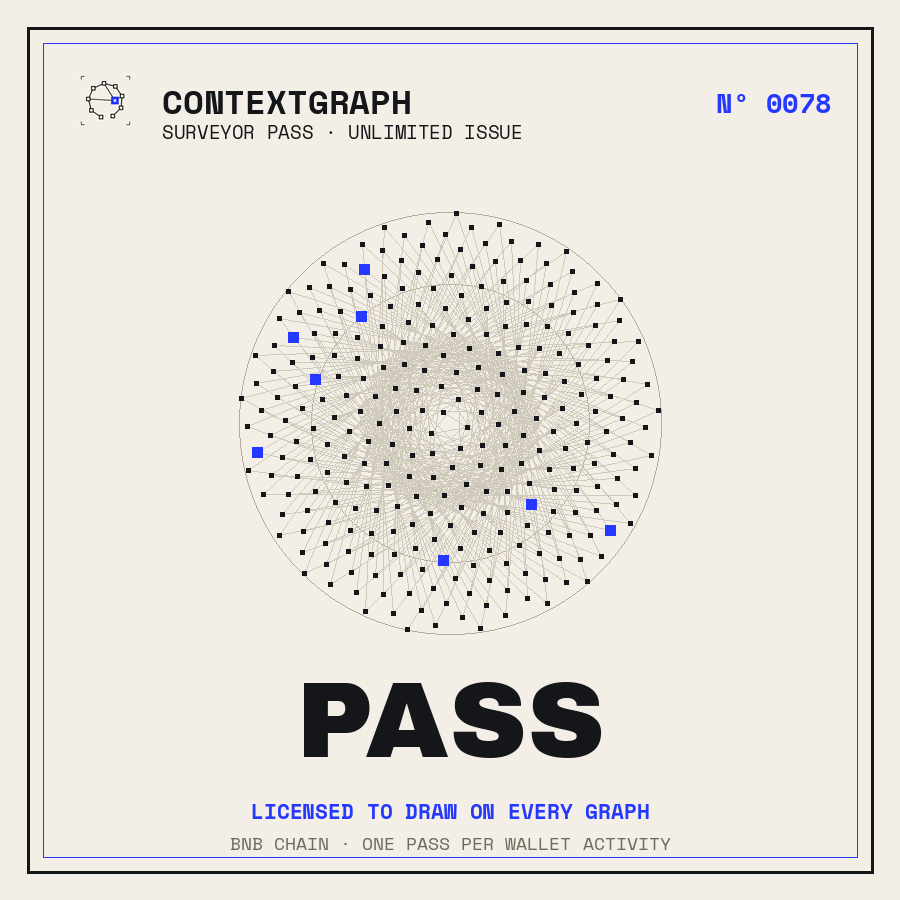 CONTEXTGRAPH
N° 0078
SURVEYOR PASS · UNLIMITED ISSUE
PASS
LICENSED TO DRAW ON EVERY GRAPH
BNB CHAIN · ONE PASS PER WALLET ACTIVITY